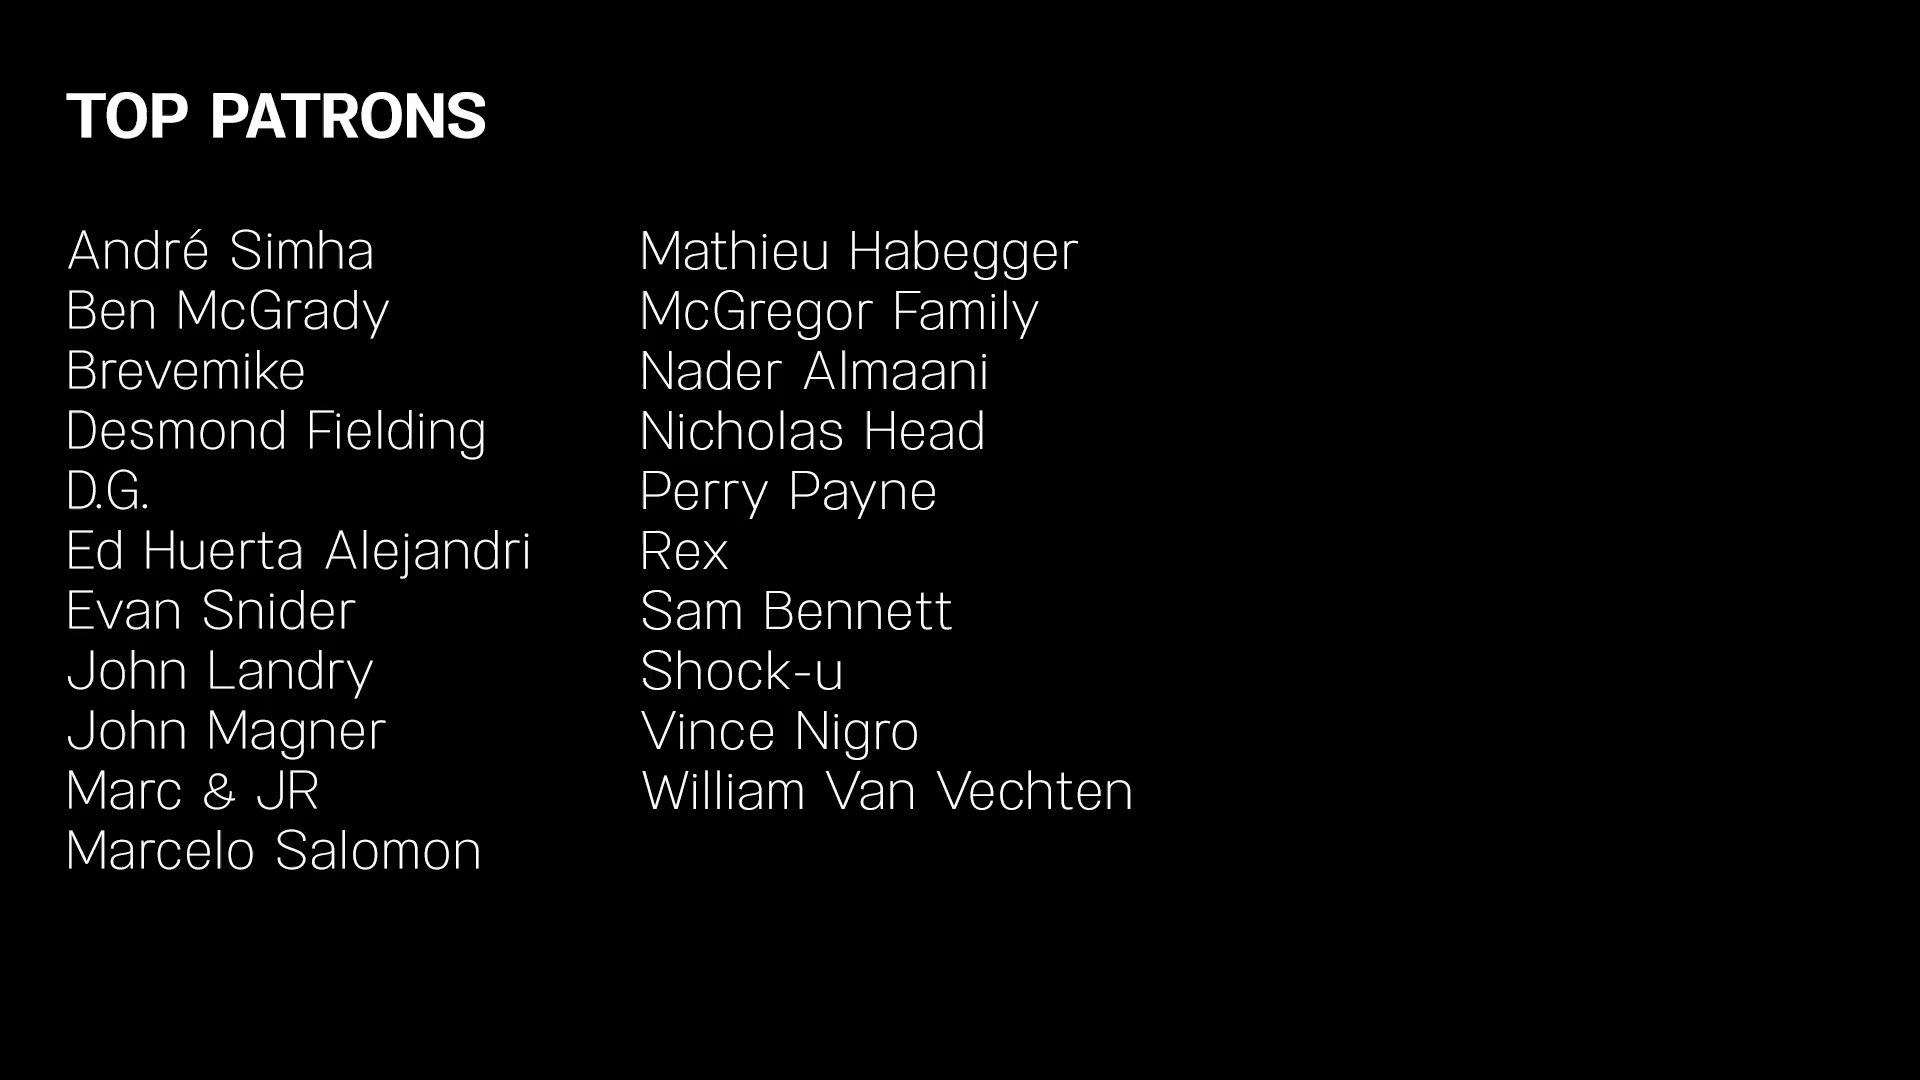 TOP PATRONS
André Simha
Ben McGrady
Brevemike
Desmond Fielding
D.G.
Ed Huerta Alejandri
Evan Snider
John Landry
John Magner
Marc & JR
Marcelo Salomon
Mathieu Habegger
McGregor Family
Nader Almaani
Nicholas Head
Perry Payne
Rex
Sam Bennett
Shock-u
Vince Nigro
William Van Vechten